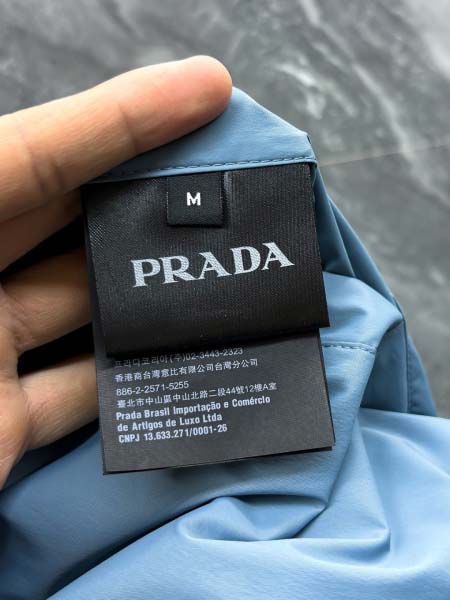 M
PRADA
프라다코리아(주)02-3443-2323
香港商台灣意比有限公司台灣分公司
886-2-2571-5255
臺北市中山區中山北路二段44號12樓A室
Prada Brasil Importação e Comércio
de Artigos de Luxo Ltda
CNPJ 13.633.271/0001-26